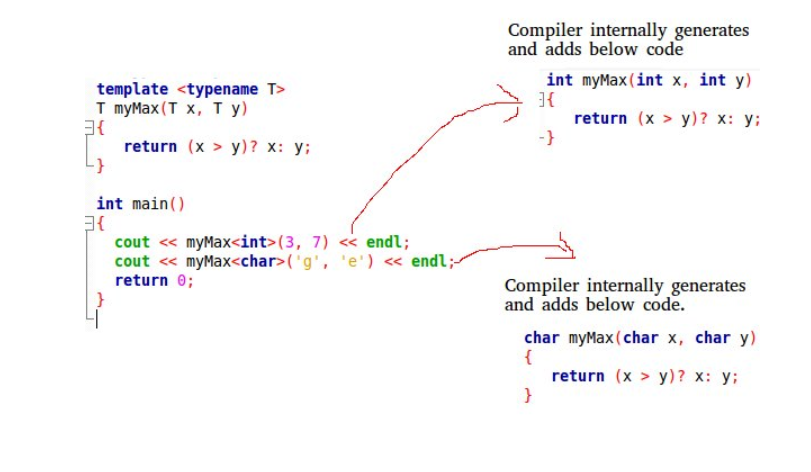 Compiler internally generates
and adds below code
template <typename T>
T myMax(T x, T y)
{
return (x > y)? x: y;
}
int main()
{
cout << myMax<int>(3, 7) << endl;
cout << myMax<char>('g', 'e') << endl;
return 0;
}
int myMax(int x, int y)
{
return (x > y)? x: y;
}
Compiler internally generates
and adds below code.
char myMax(char x, char y)
{
return (x > y)? x: y;
}